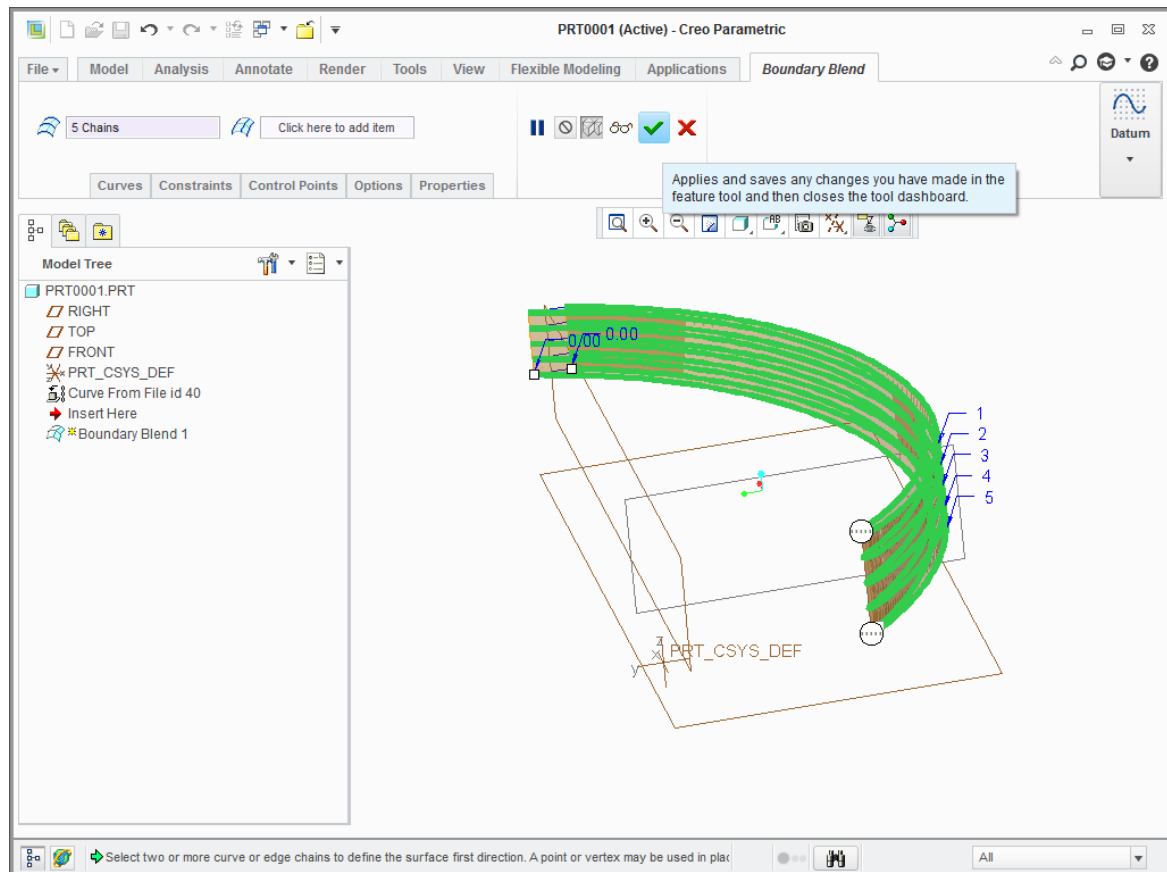 PRT0001 (Active) - Creo Parametric
File Model Analysis Annotate Render Tools View Flexible Modeling Applications Boundary Blend
5 Chains Click here to add item
Datum
Curves Constraints Control Points Options Properties
Applies and saves any changes you have made in the
feature tool and then closes the tool dashboard.
Model Tree
PRT0001.PRT
RIGHT
TOP
FRONT
PRT_CSYS_DEF
Curve From File id 40
Insert Here
Boundary Blend 1
0.00 0.00
1
2
3
4
5
Z
X
y
PRT_CSYS_DEF
Select two or more curve or edge chains to define the surface first direction. A point or vertex may be used in plac
All